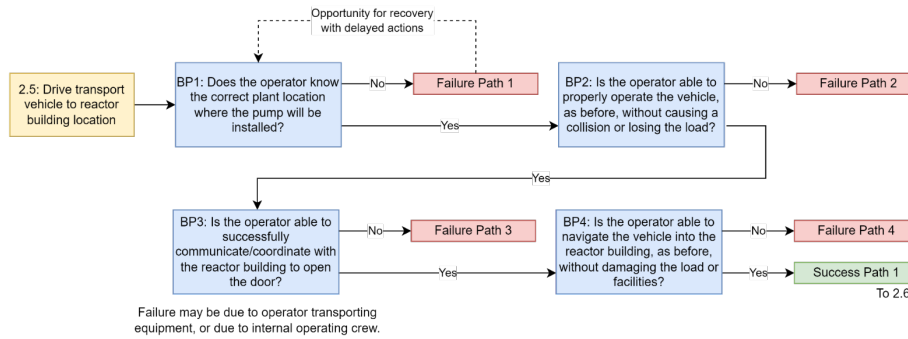 Opportunity for recovery
with delayed actions
2.5: Drive transport
vehicle to reactor
building location
BP1: Does the operator know
the correct plant location
where the pump will be
installed?
No
Failure Path 1
Yes
BP2: Is the operator able to
properly operate the vehicle,
as before, without causing a
collision or losing the load?
No
Failure Path 2
Yes
BP3: Is the operator able to
successfully
communicate/coordinate with
the reactor building to open
the door?
No
Failure Path 3
Yes
BP4: Is the operator able to
navigate the vehicle into the
reactor building, as before,
without damaging the load or
facilities?
No
Failure Path 4
Yes
Success Path 1
To 2.6
Failure may be due to operator transporting
equipment, or due to internal operating crew.